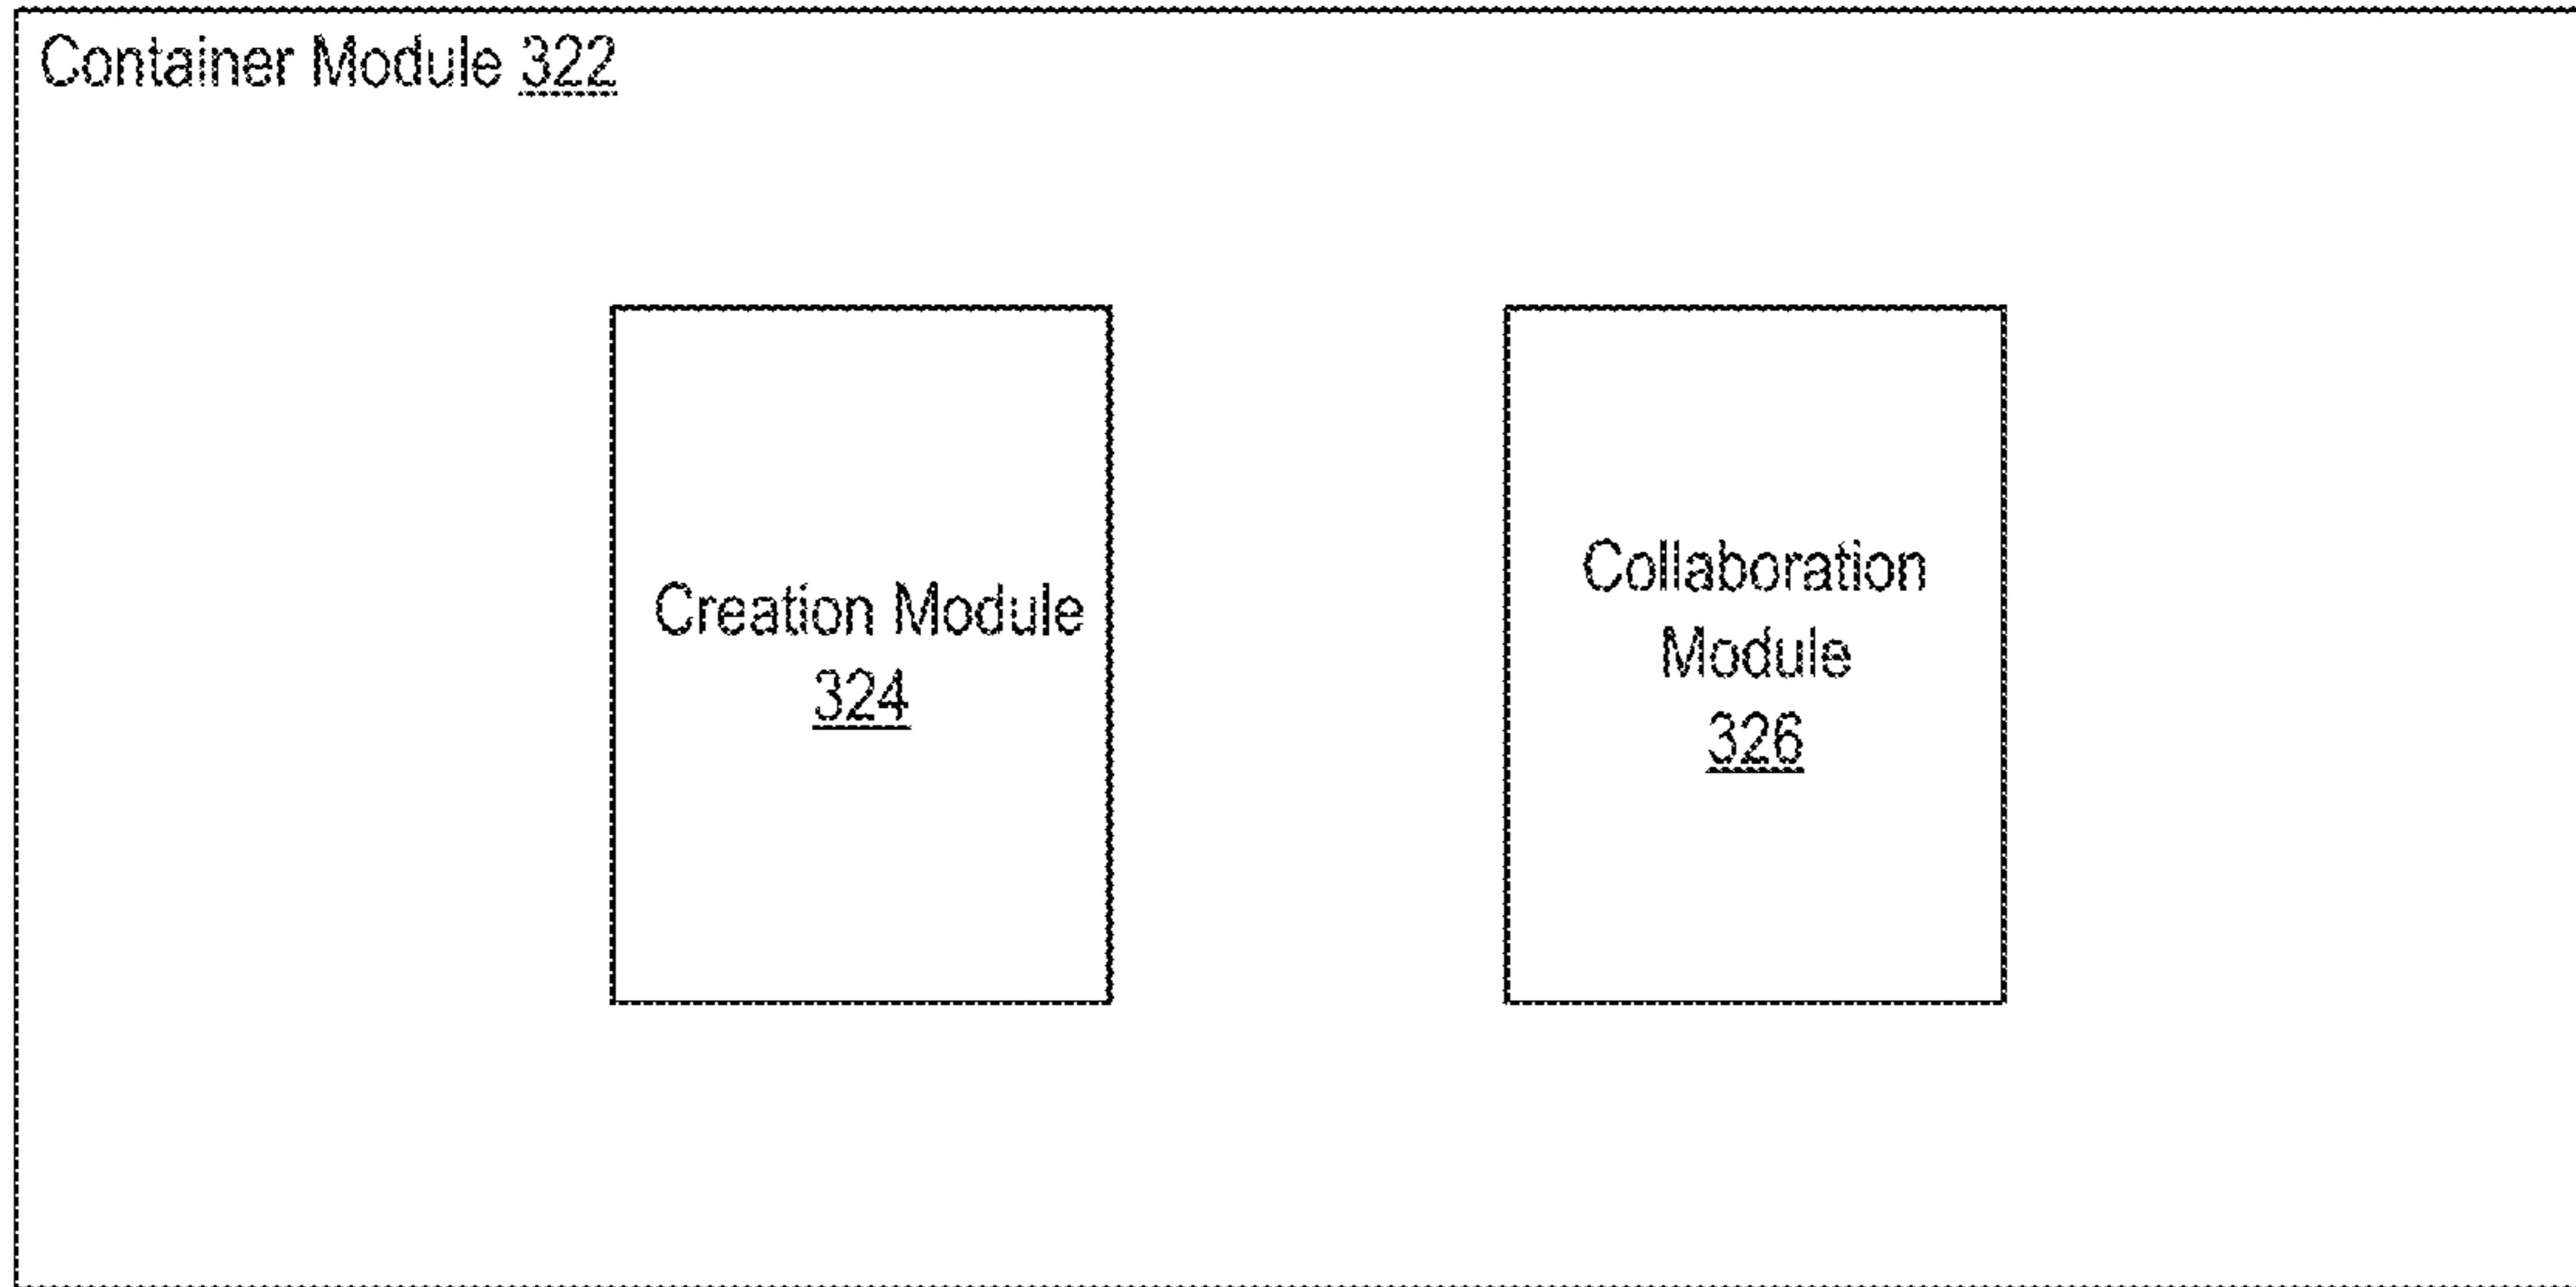 Container Module 322
Creation Module
324
Collaboration
Module
326